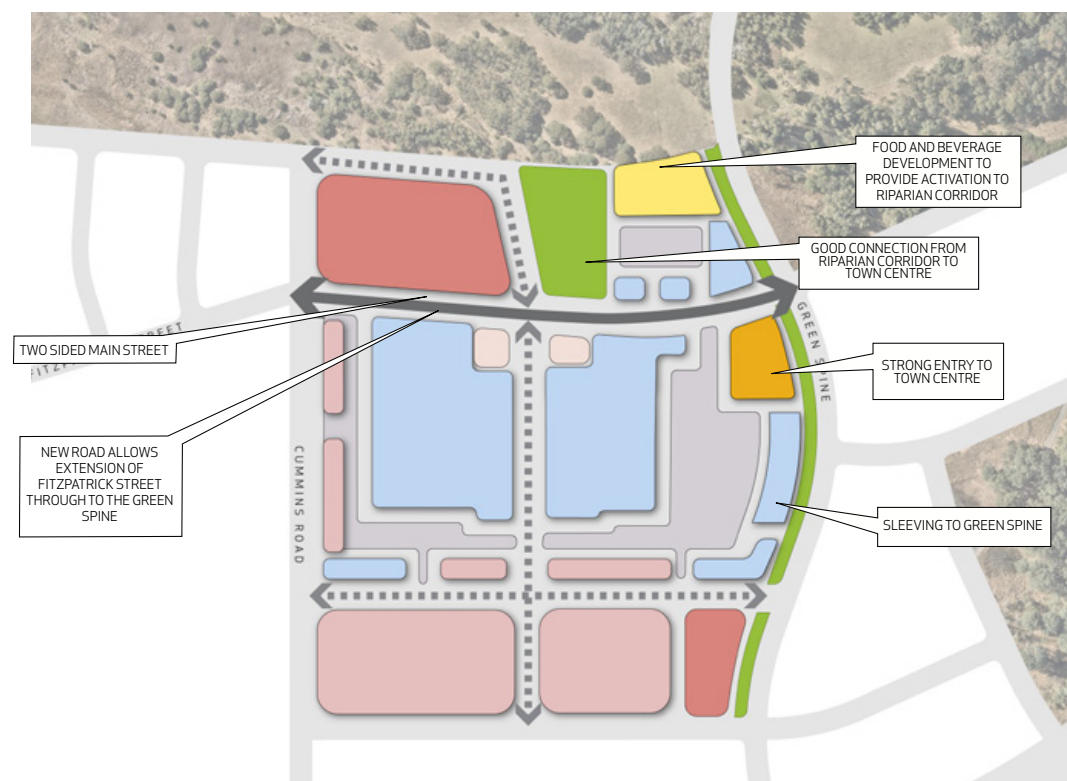 FOOD AND BEVERAGE
DEVELOPMENT TO
PROVIDE ACTIVATION TO
RIPARIAN CORRIDOR
GOOD CONNECTION FROM
RIPARIAN CORRIDOR TO
TOWN CENTRE
GREEN SPINE
TWO SIDED MAIN STREET
STRONG ENTRY TO
TOWN CENTRE
NEW ROAD ALLOWS
EXTENSION OF
FITZPATRICK STREET
THROUGH TO THE GREEN
SPINE
CUMMINS ROAD
SLEEVING TO GREEN SPINE